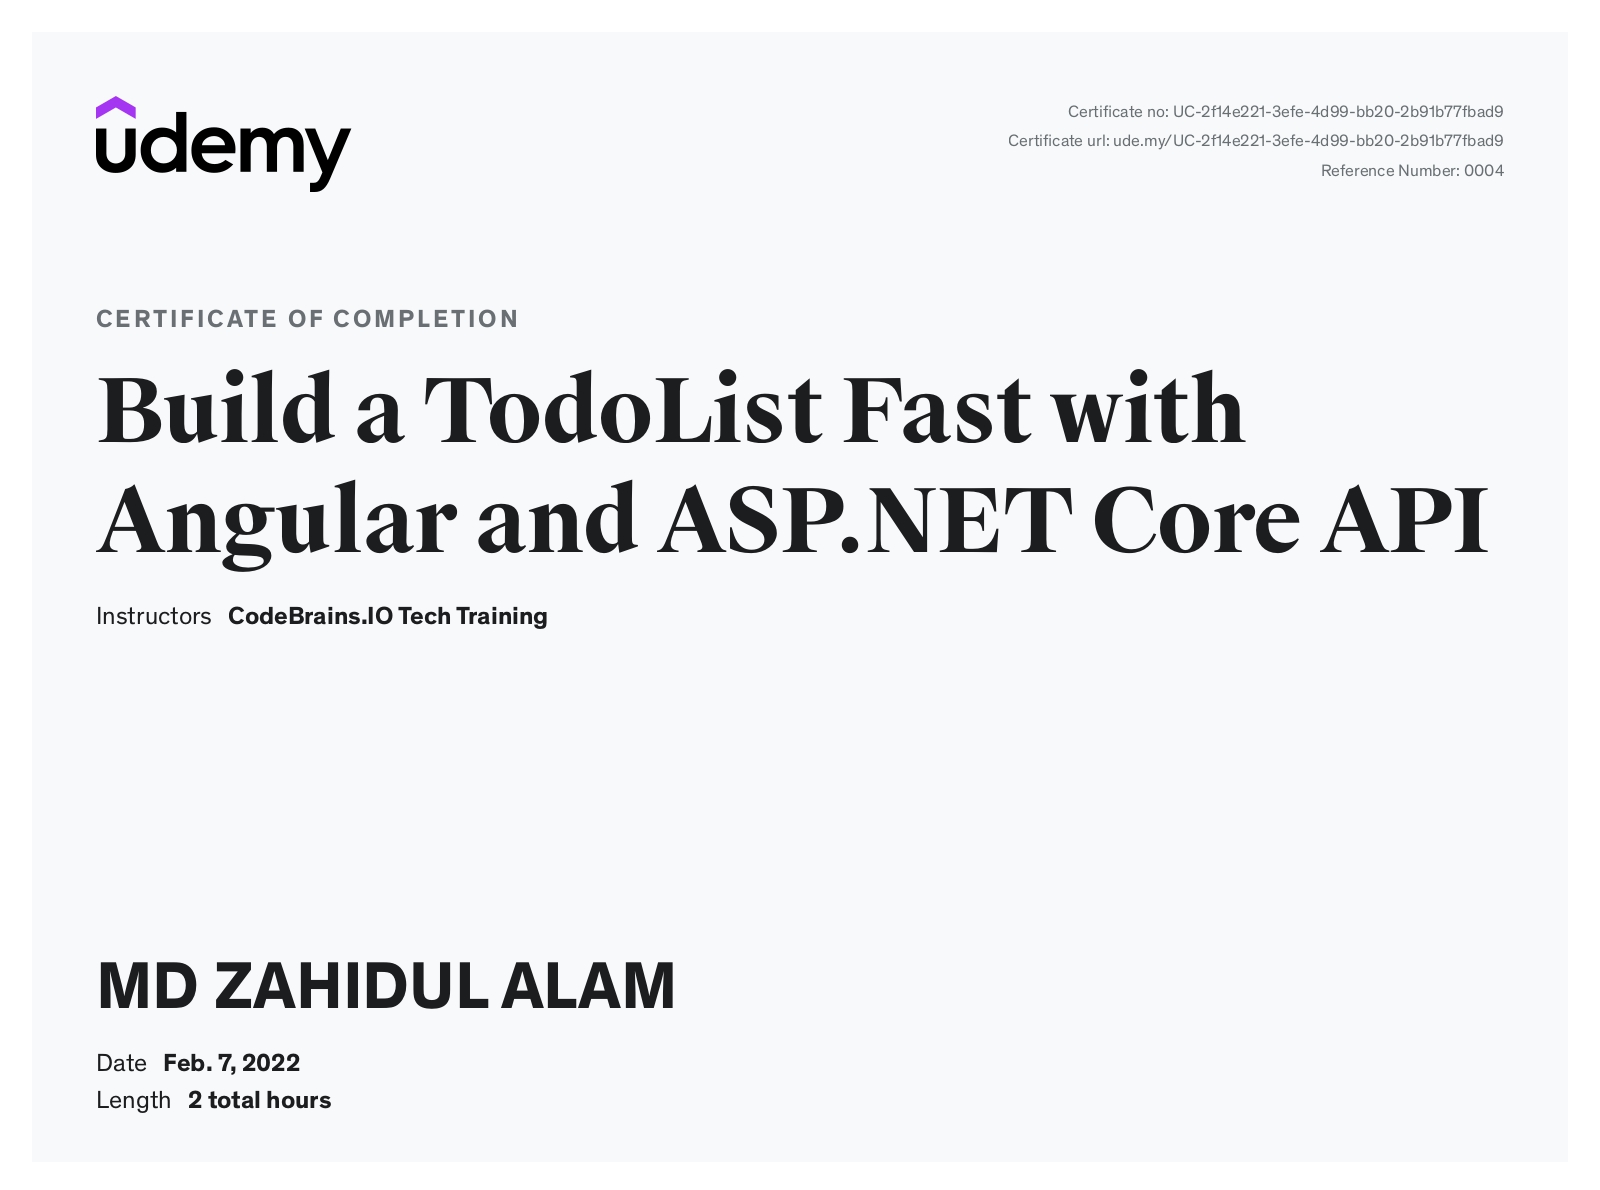 udemy
Certificate no: UC-2f14e221-3efe-4d99-bb20-2b91b77fbad9
Certificate url: ude.my/UC-2f14e221-3efe-4d99-bb20-2b91b77fbad9
Reference Number: 0004
CERTIFICATE OF COMPLETION
Build a TodoList Fast with
Angular and ASP.NET Core API
Instructors CodeBrains.IO Tech Training
MD ZAHIDUL ALAM
Date Feb. 7, 2022
Length 2 total hours